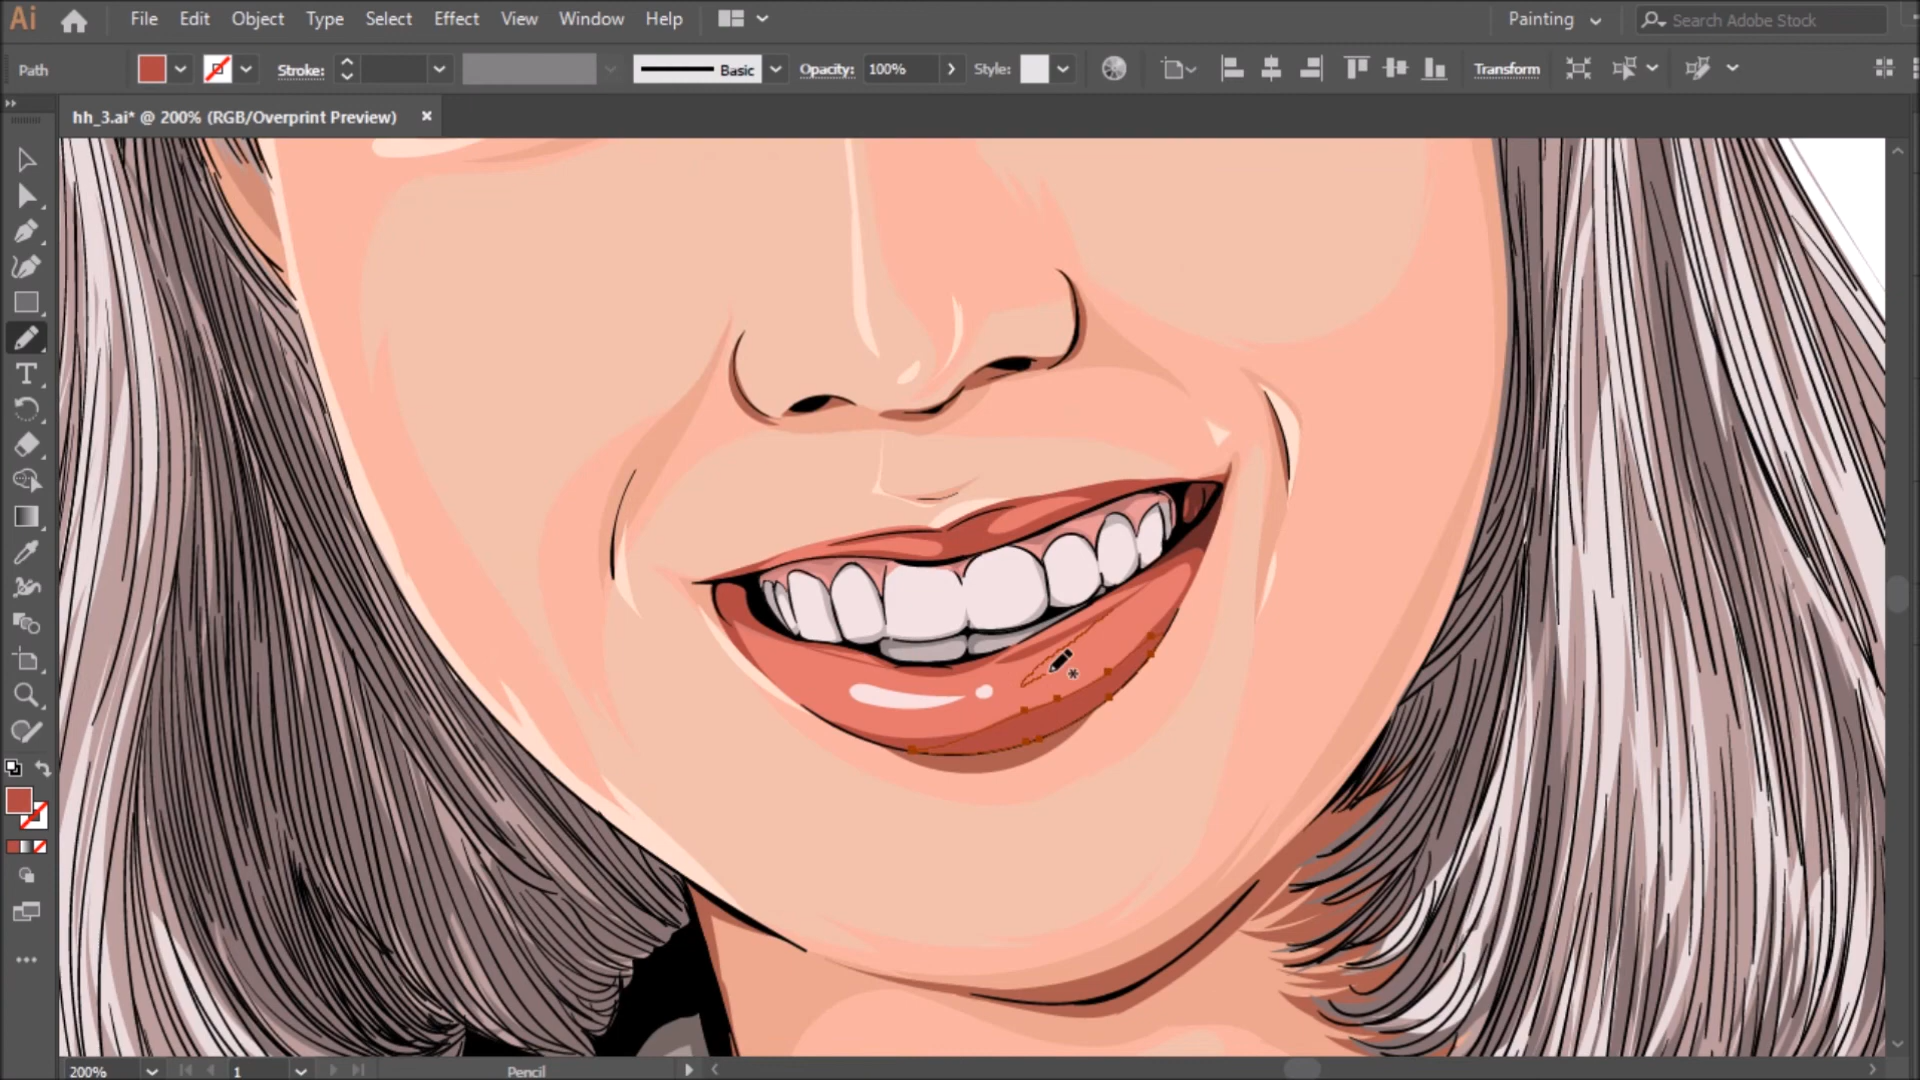 Ai File Edit Object Type Select Effect View Window Help Painting Search Adobe Stock
Path Stroke: Basic Opacity: 100% Style: Transform
hh_3.ai* @ 200% (RGB/Overprint Preview) ×
200% 1 Pencil